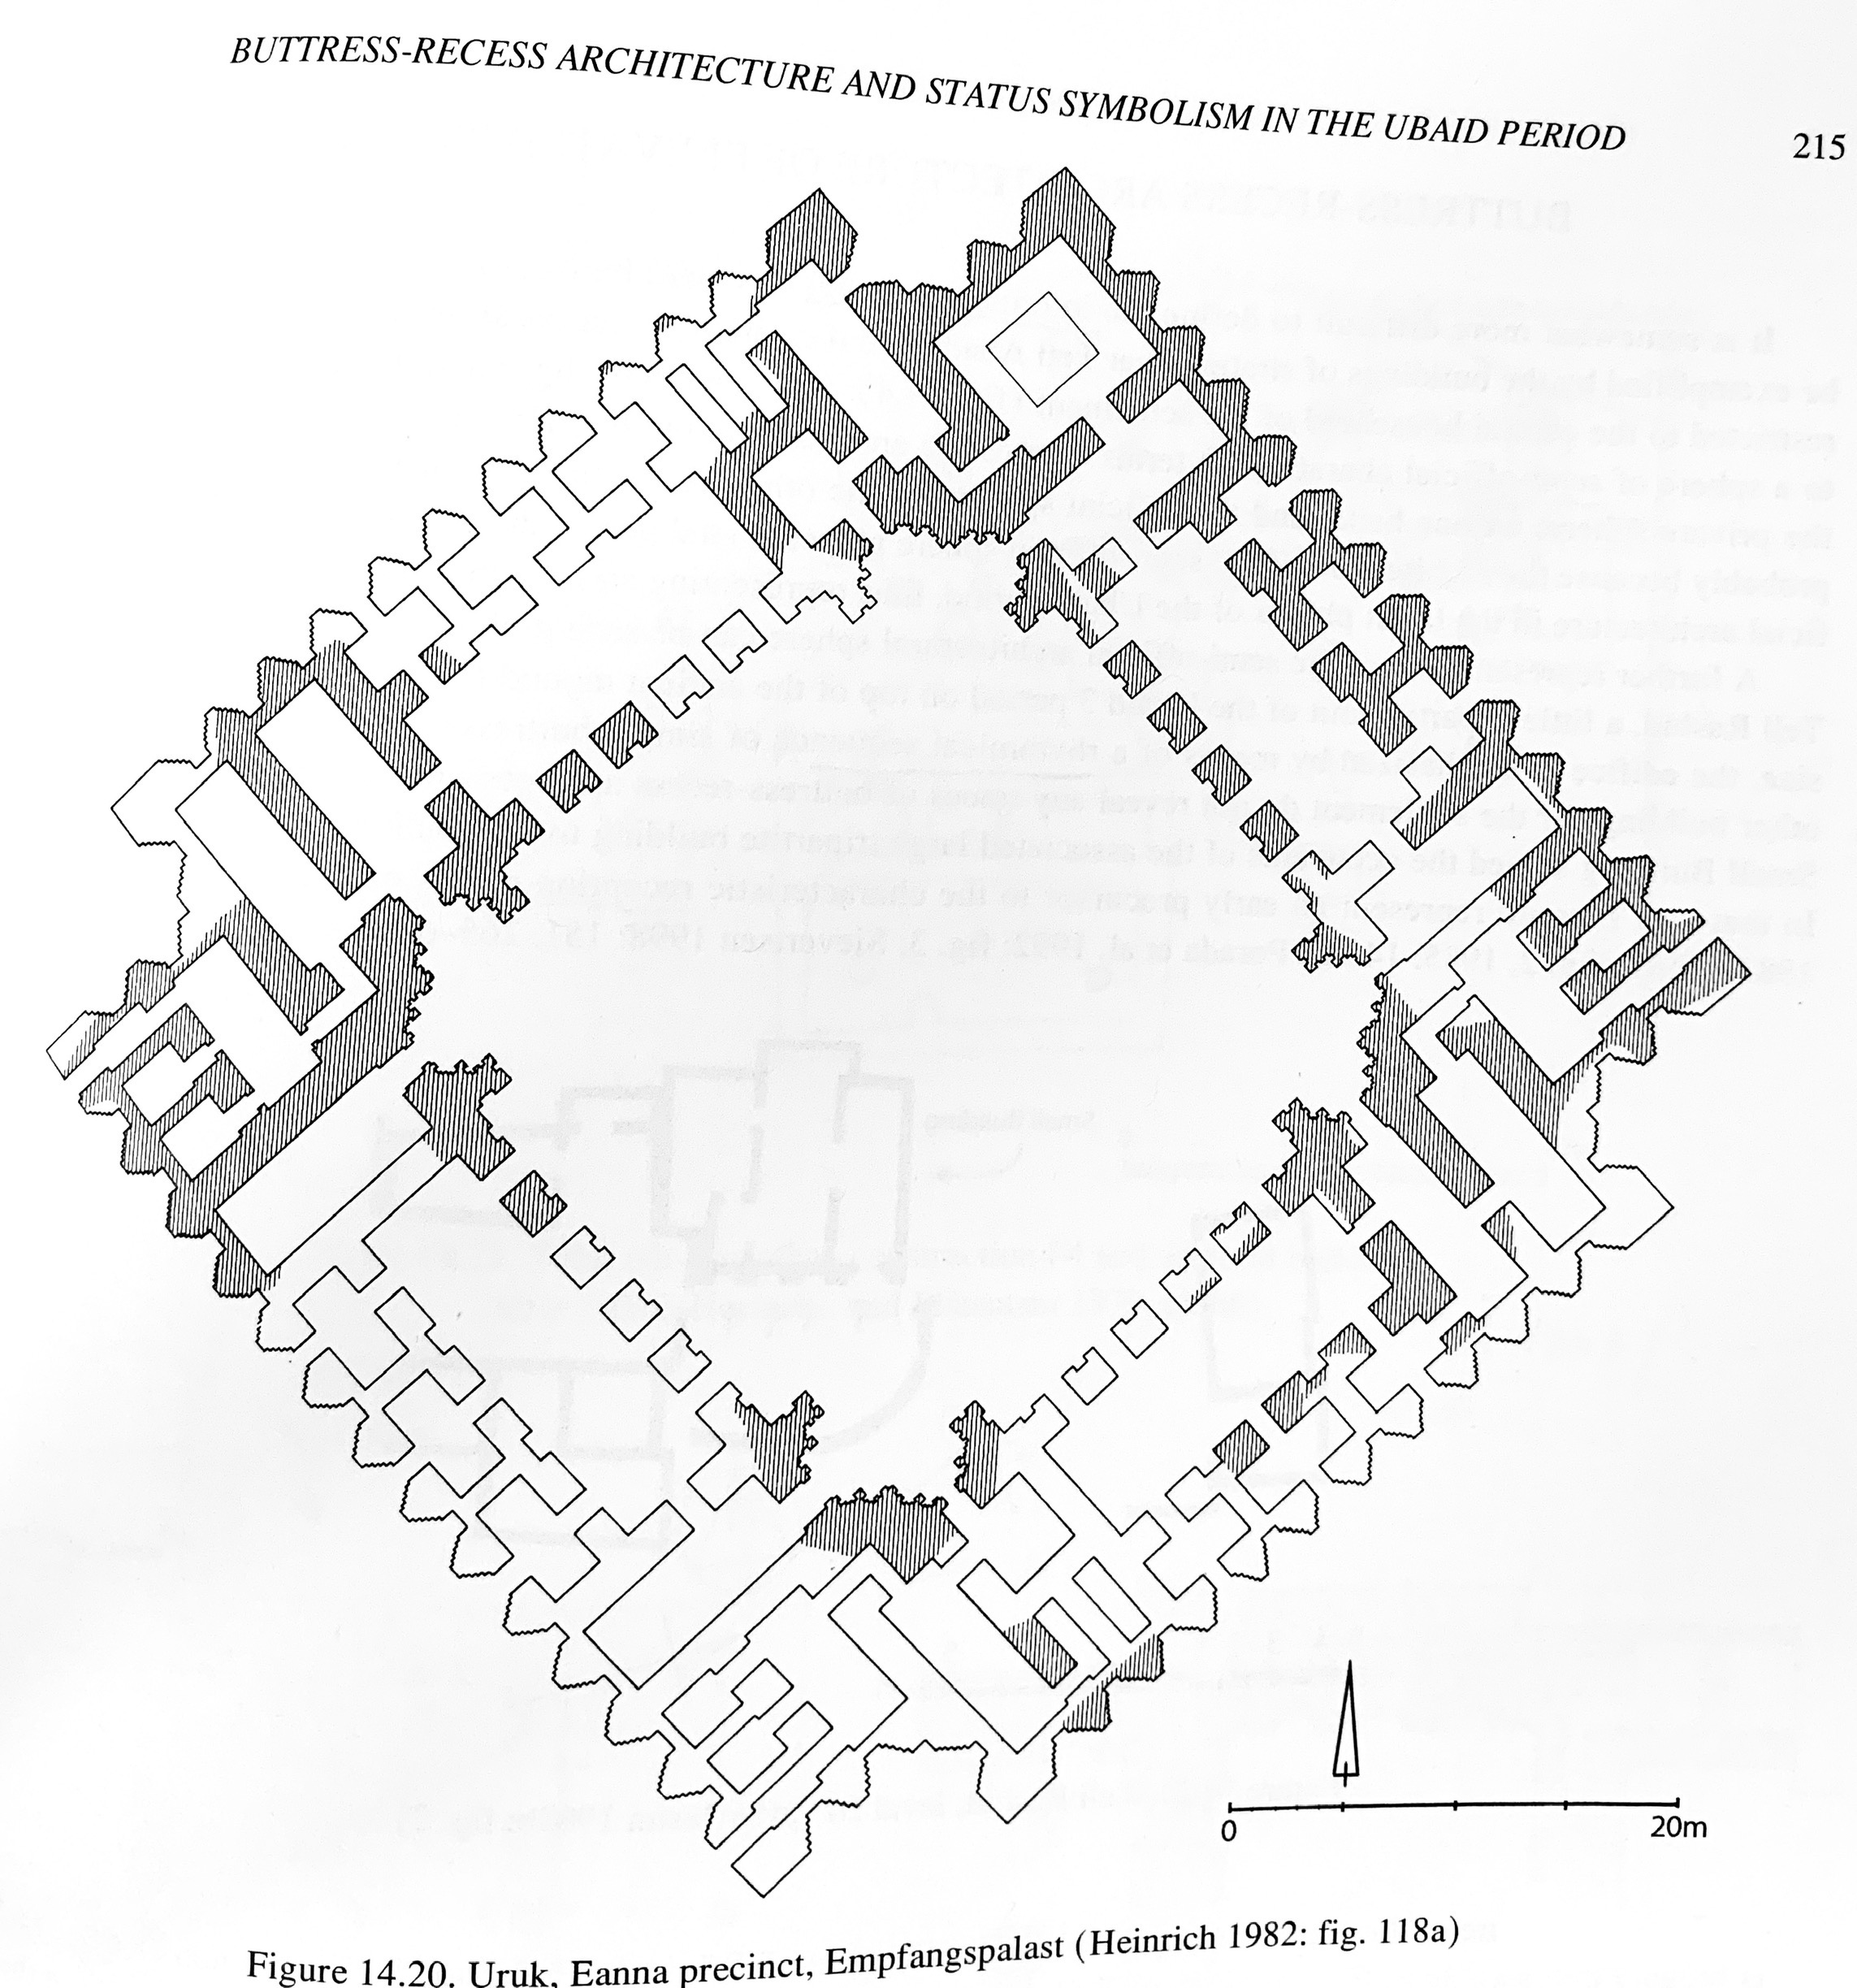 BUTTRESS-RECESS ARCHITECTURE AND STATUS SYMBOLISM IN THE UBAID PERIOD 215
0 20m
Figure 14.20. Uruk, Eanna precinct, Empfangspalast (Heinrich 1982: fig. 118a)